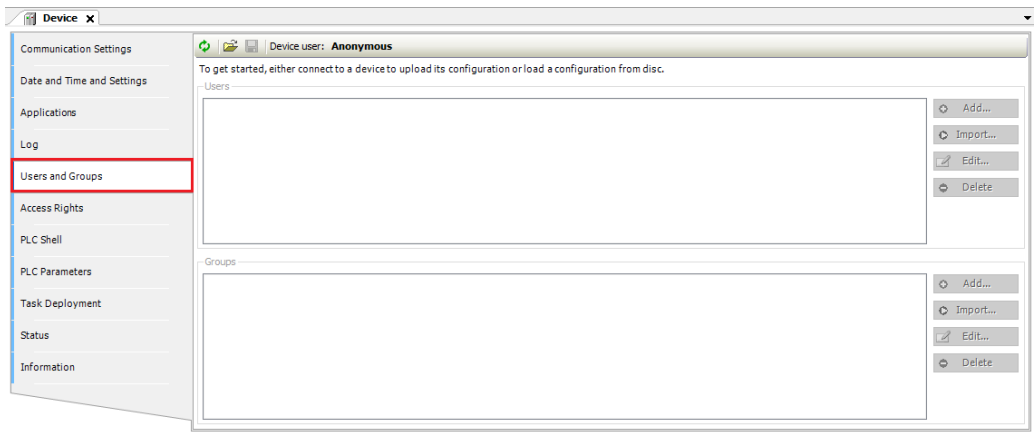 Device
Communication Settings
Date and Time and Settings
Applications
Log
Users and Groups
Access Rights
PLC Shell
PLC Parameters
Task Deployment
Status
Information
Device user: Anonymous
To get started, either connect to a device to upload its configuration or load a configuration from disc.
Users
Add...
Import...
Edit...
Delete
Groups
Add...
Import...
Edit...
Delete